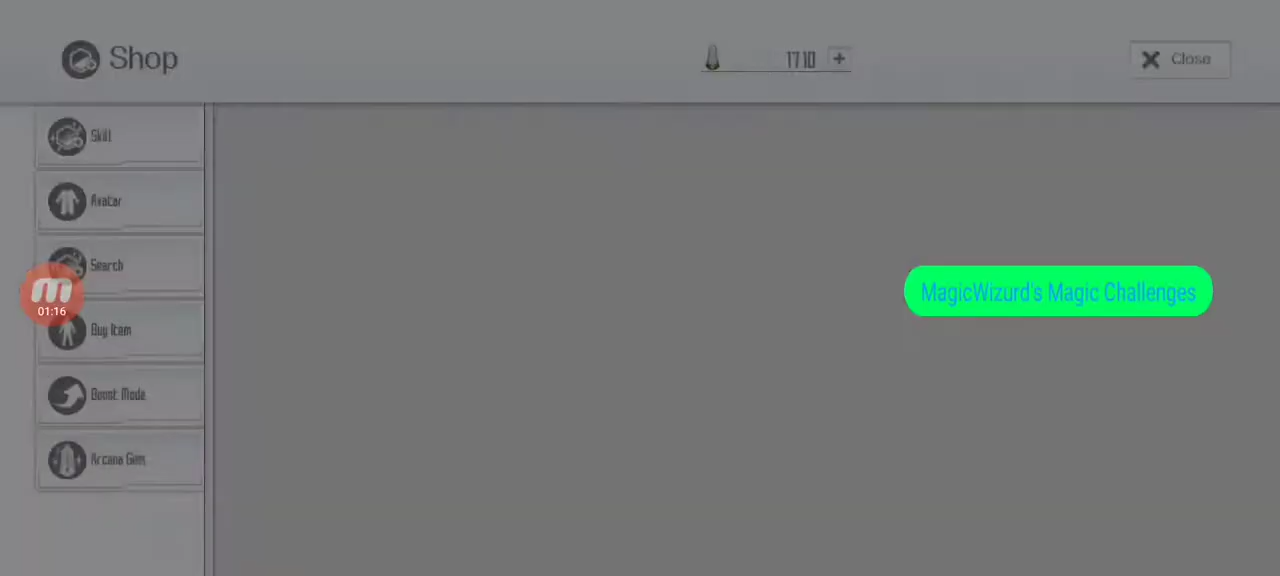 Shop
1710 +
Close
Skill
Avatar
Search
01:16
Buy Item
Boost Mode
Arcana Gem
MagicWizurd's Magic Challenges